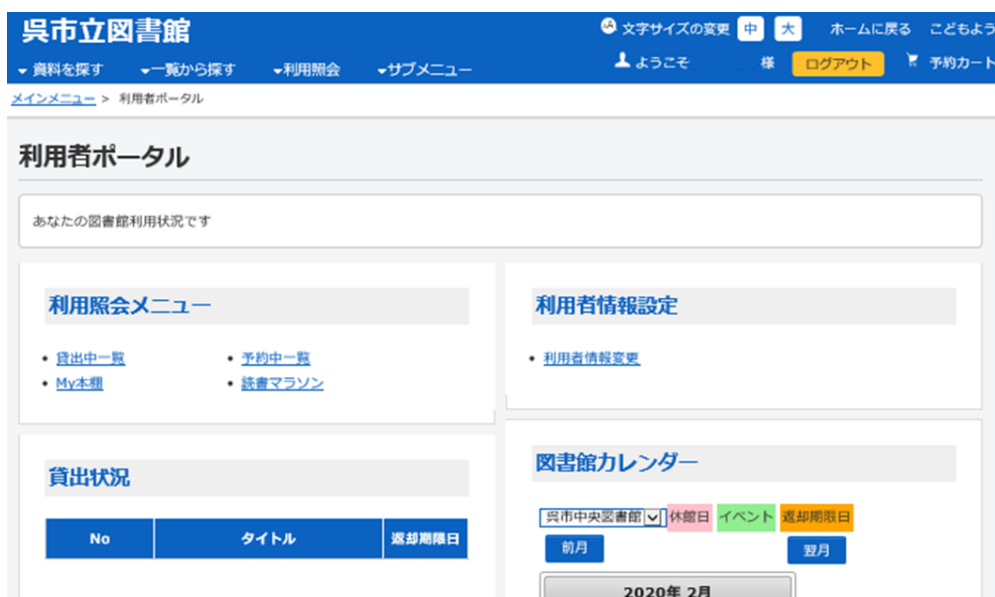 呉市立図書館
文字サイズの変更 中 大 ホームに戻る こどもよう
資料を探す 一覧から探す 利用照会 サブメニュー
ようこそ 様 ログアウト 予約カート
メインメニュー > 利用者ポータル
利用者ポータル
あなたの図書館利用状況です
利用照会メニュー
• 貸出中一覧 • 予約中一覧
• My本棚 • 読書マラソン
利用者情報設定
• 利用者情報変更
貸出状況
No タイトル 返却期限日
図書館カレンダー
呉市中央図書館 休館日 イベント 返却期限日
前月 翌月
2020年 2月